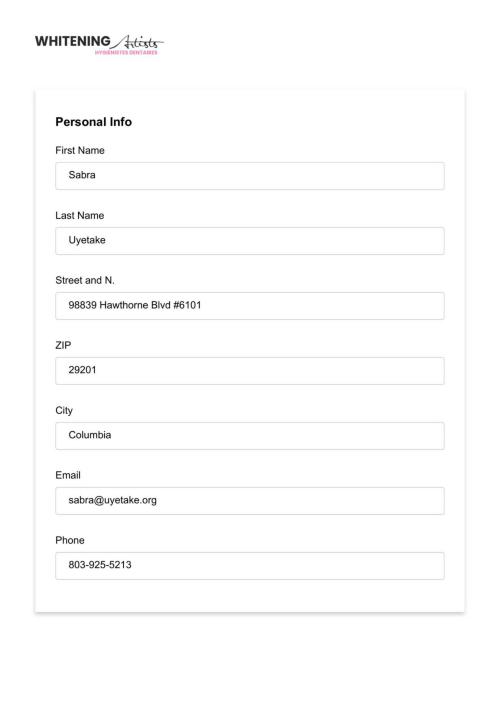 WHITENING Artists
HYGIÉNISTES DENTAIRES
Personal Info
First Name
Sabra
Last Name
Uyetake
Street and N.
98839 Hawthorne Blvd #6101
ZIP
29201
City
Columbia
Email
sabra@uyetake.org
Phone
803-925-5213